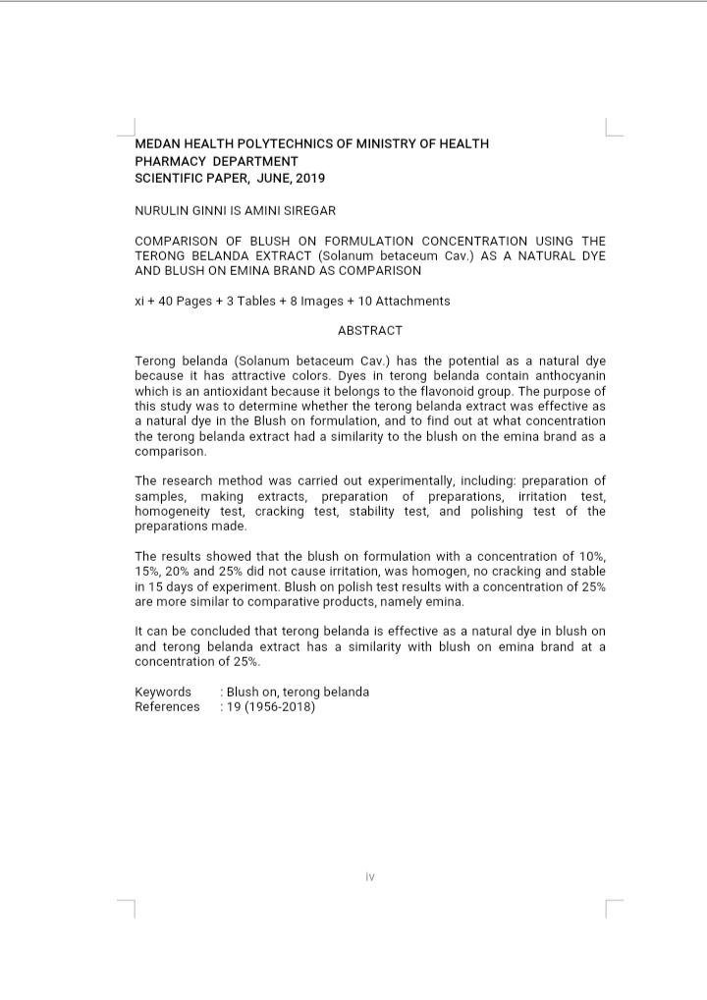 MEDAN HEALTH POLYTECHNICS OF MINISTRY OF HEALTH
PHARMACY DEPARTMENT
SCIENTIFIC PAPER, JUNE, 2019
NURULIN GINNI IS AMINI SIREGAR
COMPARISON OF BLUSH ON FORMULATION CONCENTRATION USING THE
TERONG BELANDA EXTRACT (Solanum betaceum Cav.) AS A NATURAL DYE
AND BLUSH ON EMINA BRAND AS COMPARISON
xi + 40 Pages + 3 Tables + 8 Images + 10 Attachments
ABSTRACT
Terong belanda (Solanum betaceum Cav.) has the potential as a natural dye
because it has attractive colors. Dyes in terong belanda contain anthocyanin
which is an antioxidant because it belongs to the flavonoid group. The purpose of
this study was to determine whether the terong belanda extract was effective as
a natural dye in the Blush on formulation, and to find out at what concentration
the terong belanda extract had a similarity to the blush on the emina brand as a
comparison.
The research method was carried out experimentally, including: preparation of
samples, making extracts, preparation of preparations, irritation test,
homogeneity test, cracking test, stability test, and polishing test of the
preparations made.
The results showed that the blush on formulation with a concentration of 10%,
15%, 20% and 25% did not cause irritation, was homogen, no cracking and stable
in 15 days of experiment. Blush on polish test results with a concentration of 25%
are more similar to comparative products, namely emina.
It can be concluded that terong belanda is effective as a natural dye in blush on
and terong belanda extract has a similarity with blush on emina brand at a
concentration of 25%.
Keywords : Blush on, terong belanda
References : 19 (1956-2018)
iv